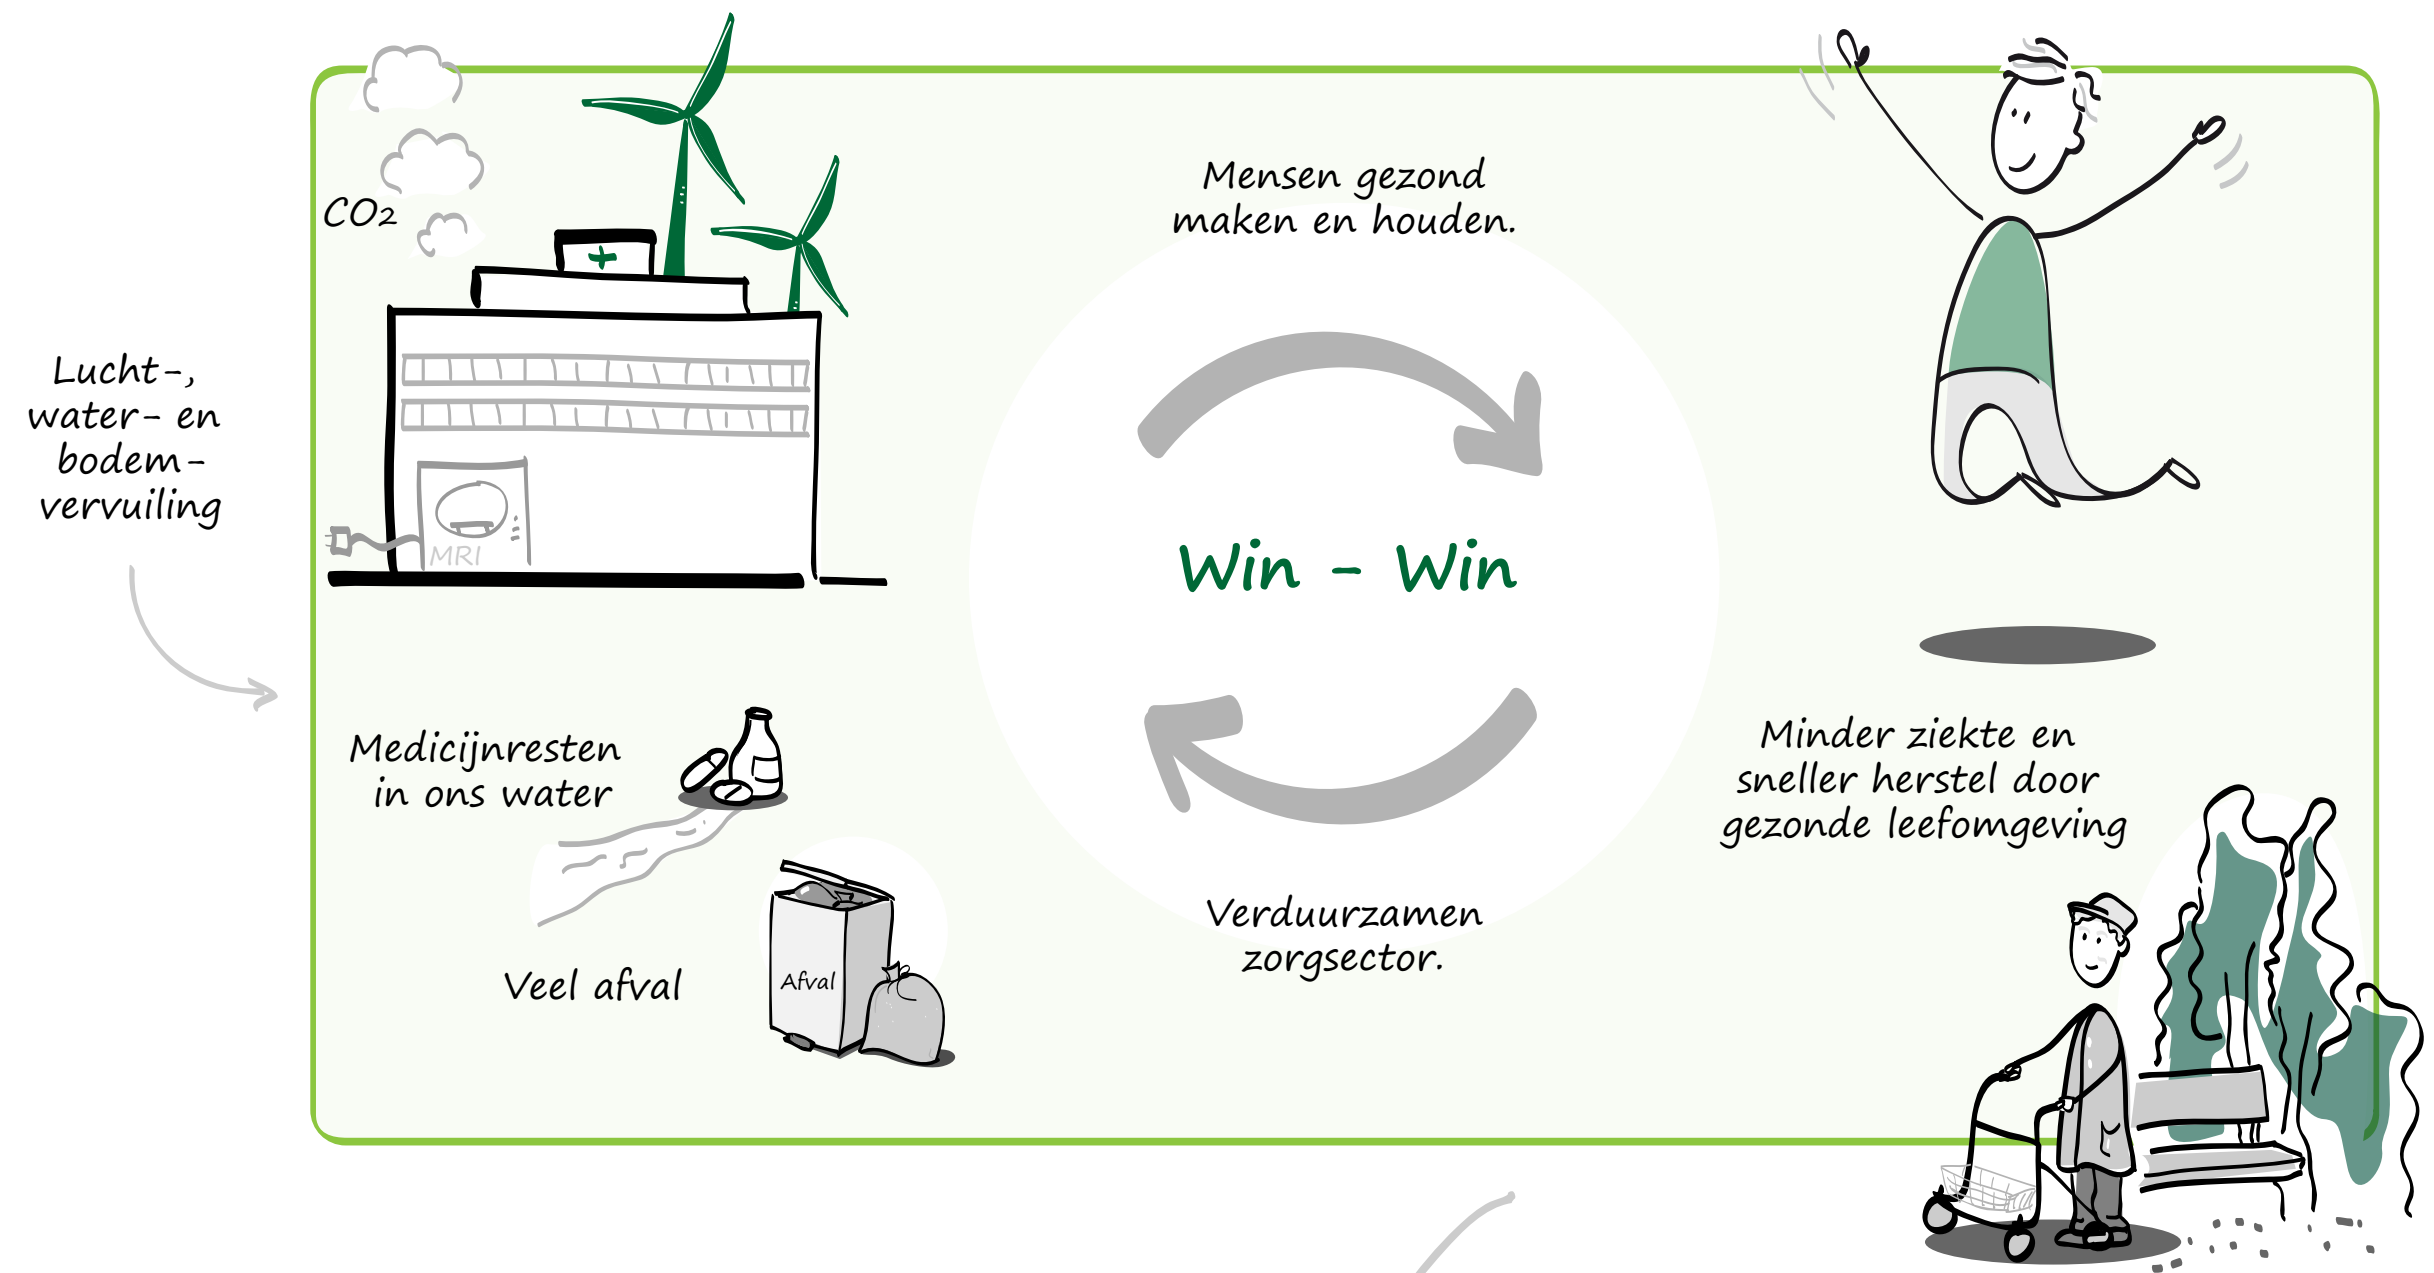 Lucht-,
water- en
bodem-
vervuiling
CO2
MRI
Medicijnresten
in ons water
Veel afval
Afval
Mensen gezond
maken en houden.
Win - Win
Verduurzamen
zorgsector.
Minder ziekte en
sneller herstel door
gezonde leefomgeving